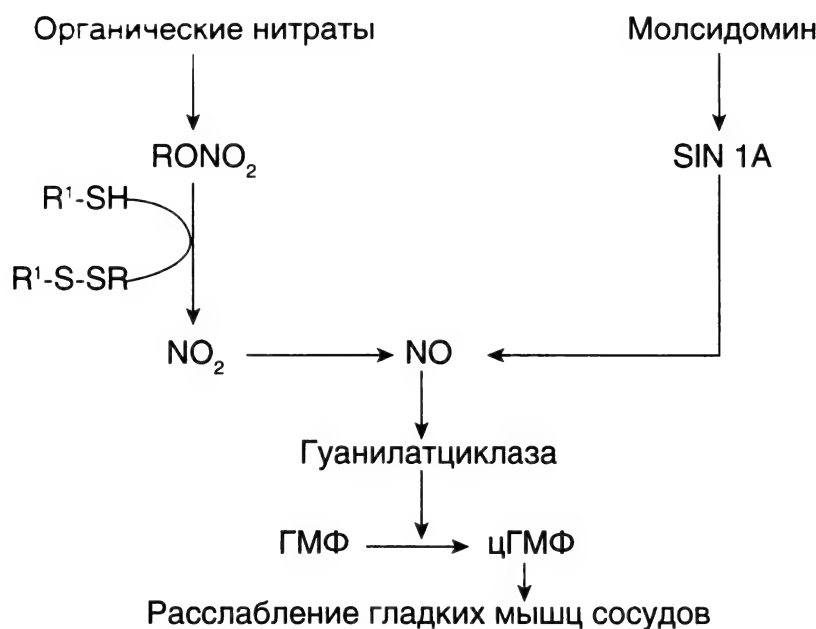 Органические нитраты
Молсидомин
RONO₂
SIN 1A
R¹-SH
R¹-S-SR
NO₂
NO
Гуанилатциклаза
ГМФ
цГМФ
Расслабление гладких мышц сосудов